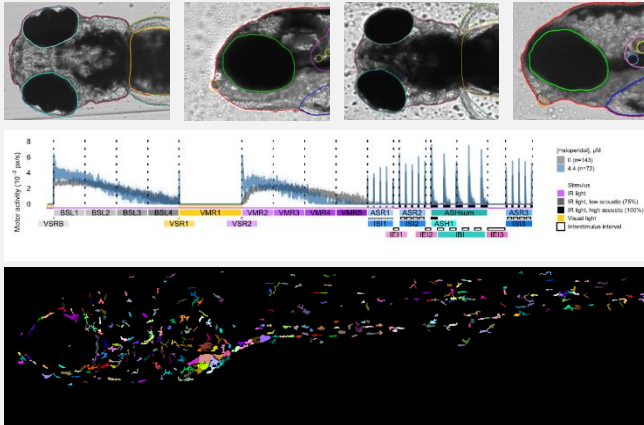 [Haloperidol], μM
0 (n=143)
4.4 (n=72)
Stimulus
IR light
IR light, low acoustic (75%)
IR light, high acoustic (100%)
Visual light
Interstimulus interval
Motor activity (10⁻² px/s)
8
6
4
2
0
BSL1 BSL2 BSL3 BSL4 VMR1 VMR2 VMR3 VMR4 VMR5 ASR1 ASR2 ASHsum ASR3
VSRB VSR1 VSR2 ISI1 ISI2 ASH1 ISI3
IEI1 IEI2 IBI IEI3